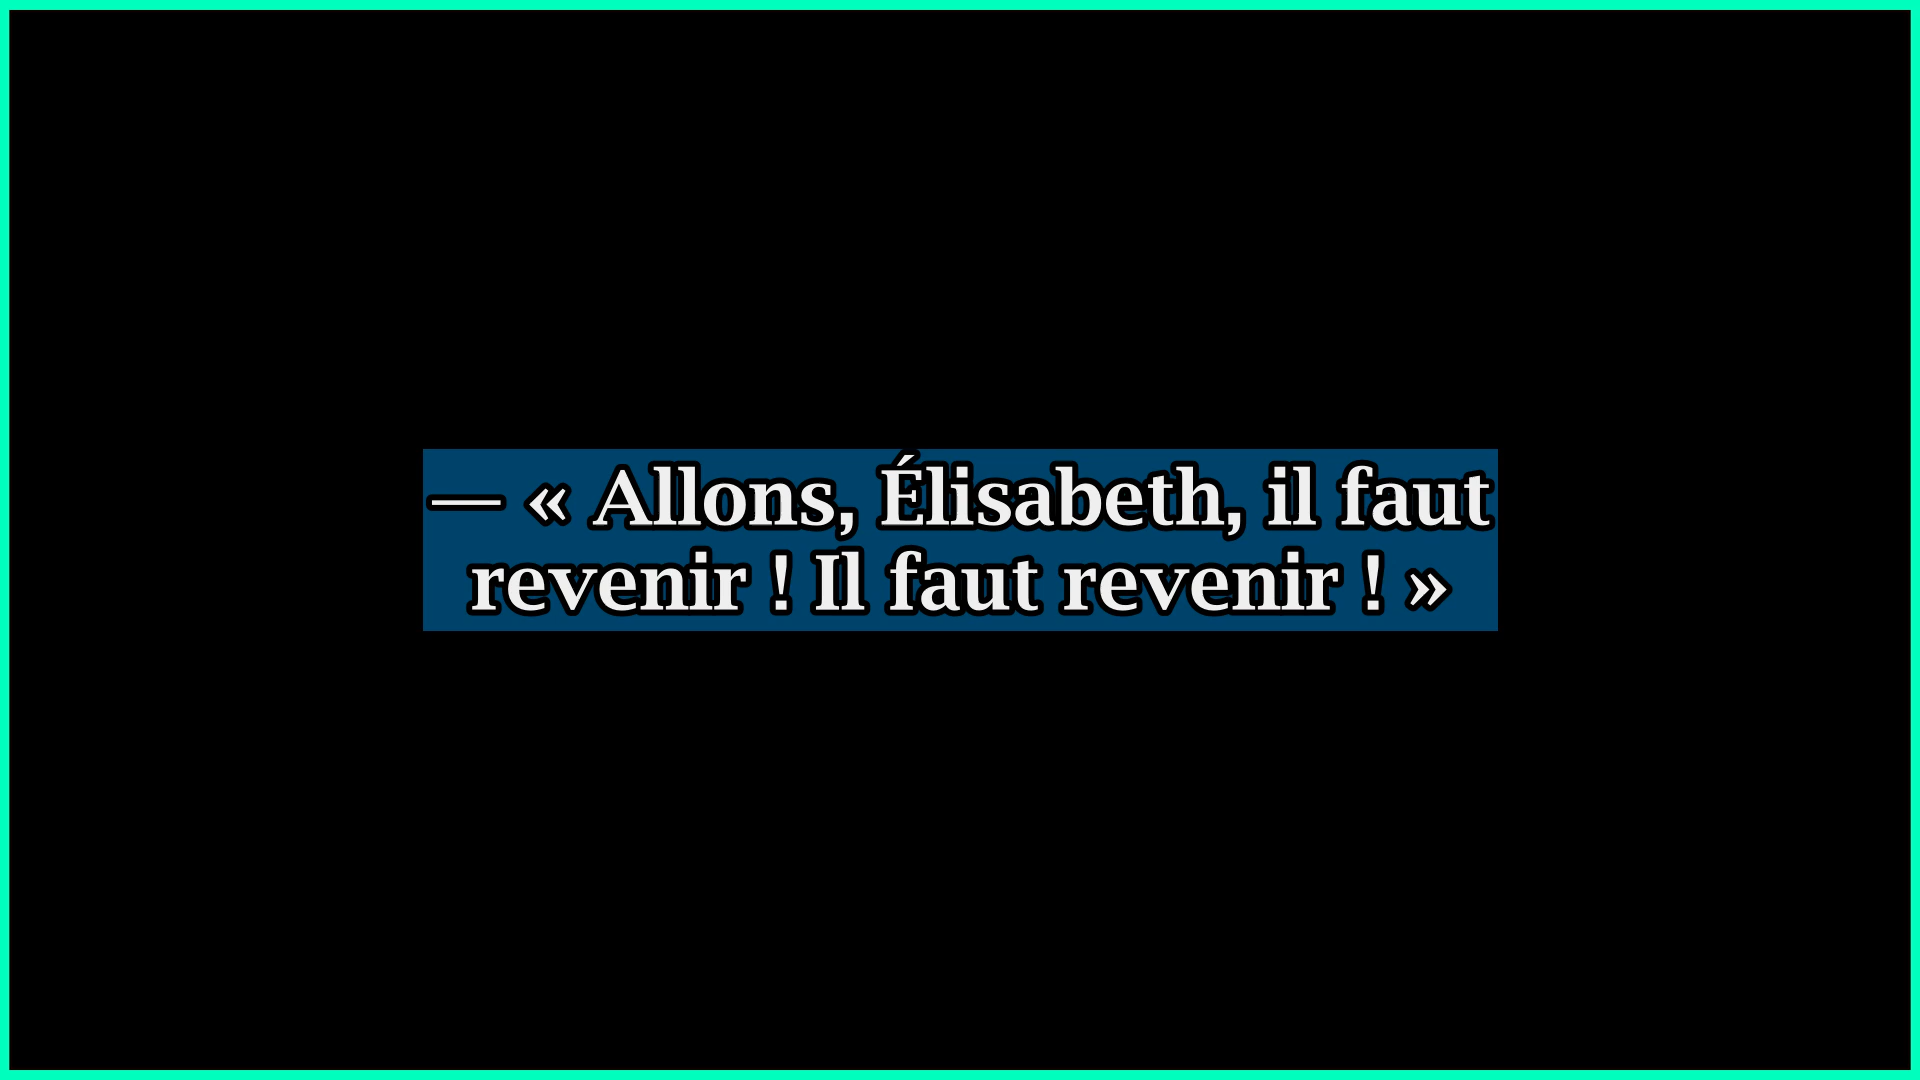 — « Allons, Élisabeth, il faut
revenir ! Il faut revenir ! »